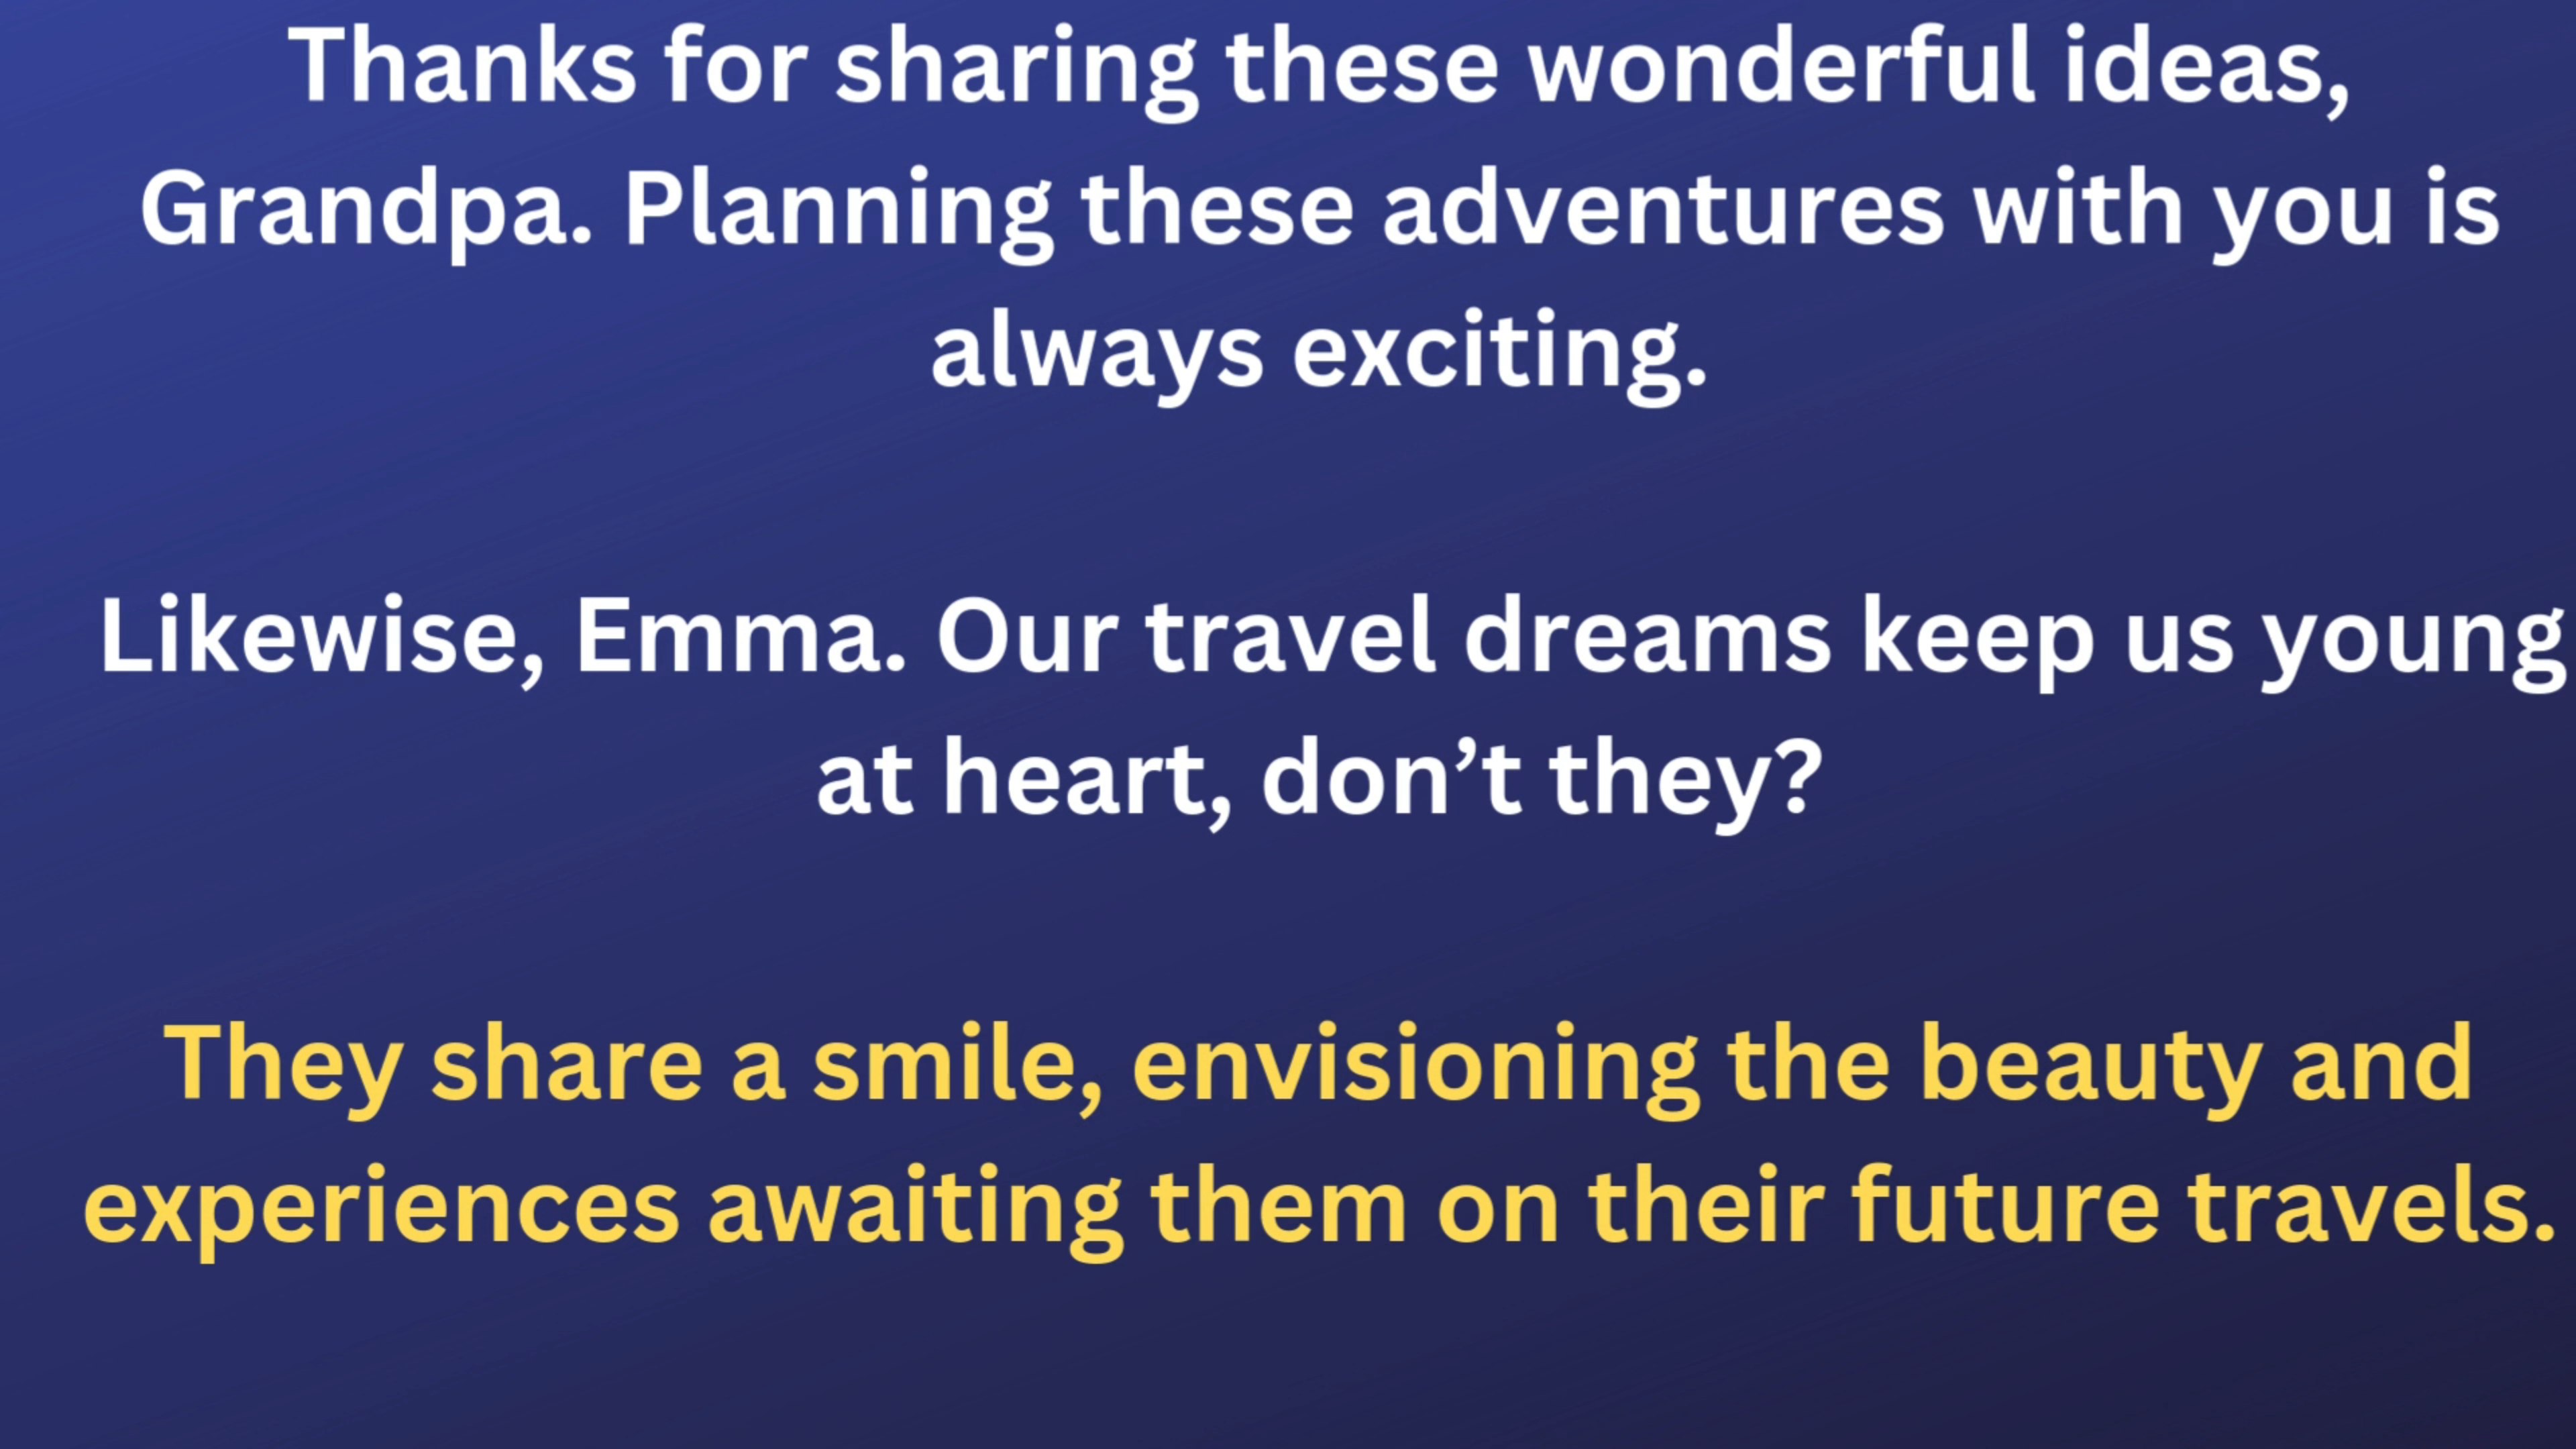 Thanks for sharing these wonderful ideas,
Grandpa. Planning these adventures with you is
always exciting.
Likewise, Emma. Our travel dreams keep us young
at heart, don’t they?
They share a smile, envisioning the beauty and
experiences awaiting them on their future travels.